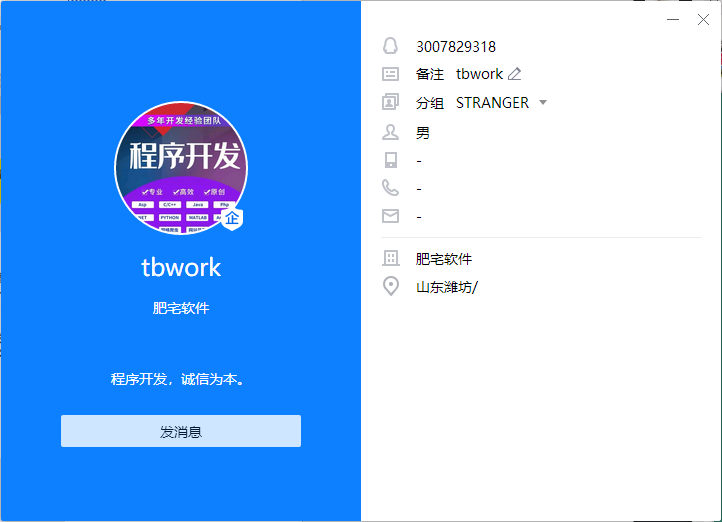 多年开发经验团队
程序开发
专业 高效 原创
Asp C/C++ Java Php
.NET PYTHON MATLAB
企
tbwork
肥宅软件
程序开发，诚信为本。
发消息
3007829318
备注 tbwork
分组 STRANGER
男
-
-
-
肥宅软件
山东潍坊/